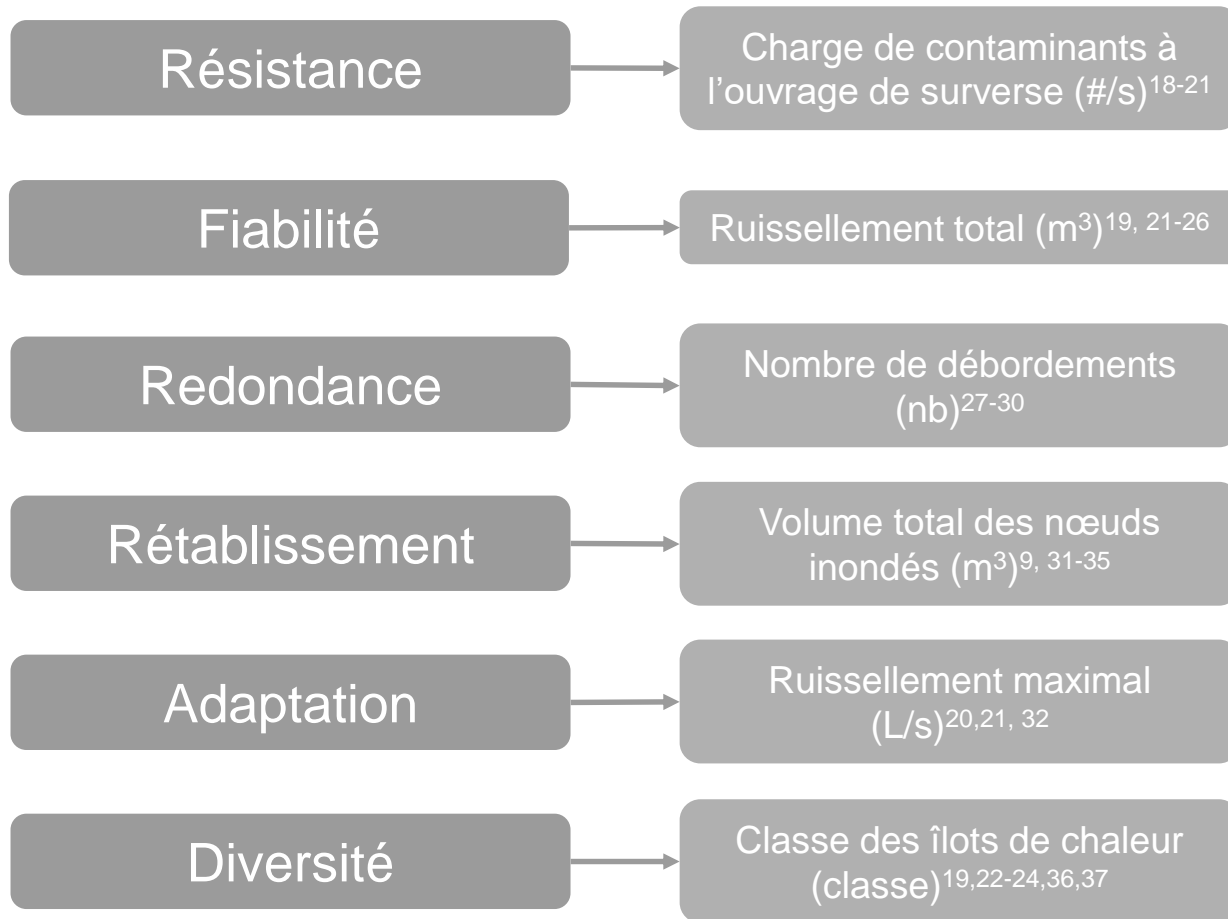 Résistance
Charge de contaminants à
l'ouvrage de surverse (#/s)18-21
Fiabilité
Ruissellement total (m3)19, 21-26
Redondance
Nombre de débordements
(nb)27-30
Rétablissement
Volume total des nœuds
inondés (m3)9, 31-35
Adaptation
Ruissellement maximal
(L/s)20,21, 32
Diversité
Classe des îlots de chaleur
(classe)19,22-24,36,37